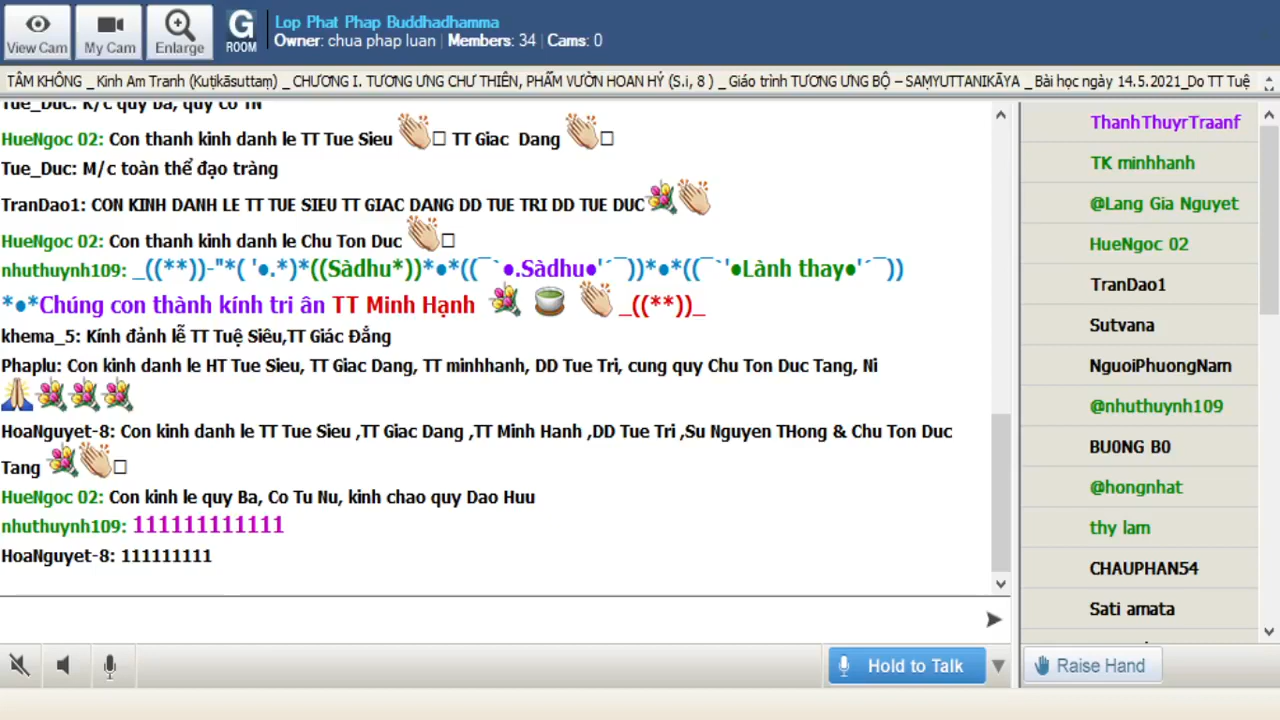 View Cam
My Cam
Enlarge
G
ROOM
Lop Phat Phap Buddhadhamma
Owner: chua phap luan | Members: 34 | Cams: 0
TÂM KHÔNG _ Kinh Am Tranh (Kuṭikāsuttaṃ) _ CHƯƠNG I. TƯƠNG ƯNG CHƯ THIÊN, PHẨM VƯỜN HOAN HỶ (S.i, 8 ) _ Giáo trình TƯƠNG ƯNG BỘ – SAṂYUTTANIKĀYA _ Bài học ngày 14.5.2021_Do TT Tuệ
Tue_Duc: K/c quy ba, quy co TN
HueNgoc 02: Con thanh kinh danh le TT Tue Sieu 👏 TT Giac Dang 👏
Tue_Duc: M/c toàn thể đạo tràng
TranDao1: CON KINH DANH LE TT TUE SIEU TT GIAC DANG DD TUE TRI DD TUE DUC 💐👏
HueNgoc 02: Con thanh kinh danh le Chu Ton Duc 👏
nhuthuynh109: _((**))-"*( '●.*)*((Sàdhu*))*●*((¯`●.Sàdhu●'´¯))*●*((¯`'●Lành thay●'´¯))
*●*Chúng con thành kính tri ân TT Minh Hạnh 💐 🍵 👏 _((**))_
khema_5: Kính đảnh lễ TT Tuệ Siêu,TT Giác Đẳng
Phaplu: Con kinh danh le HT Tue Sieu, TT Giac Dang, TT minhhanh, DD Tue Tri, cung quy Chu Ton Duc Tang, Ni
🙏💐💐💐
HoaNguyet-8: Con kinh danh le TT Tue Sieu ,TT Giac Dang ,TT Minh Hanh ,DD Tue Tri ,Su Nguyen THong & Chu Ton Duc
Tang 💐👏
HueNgoc 02: Con kinh le quy Ba, Co Tu Nu, kinh chao quy Dao Huu
nhuthuynh109: 111111111111
HoaNguyet-8: 111111111
ThanhThuyrTraanf
TK minhhanh
@Lang Gia Nguyet
HueNgoc 02
TranDao1
Sutvana
NguoiPhuongNam
@nhuthuynh109
BU0NG B0
@hongnhat
thy lam
CHAUPHAN54
Sati amata
Hold to Talk
Raise Hand